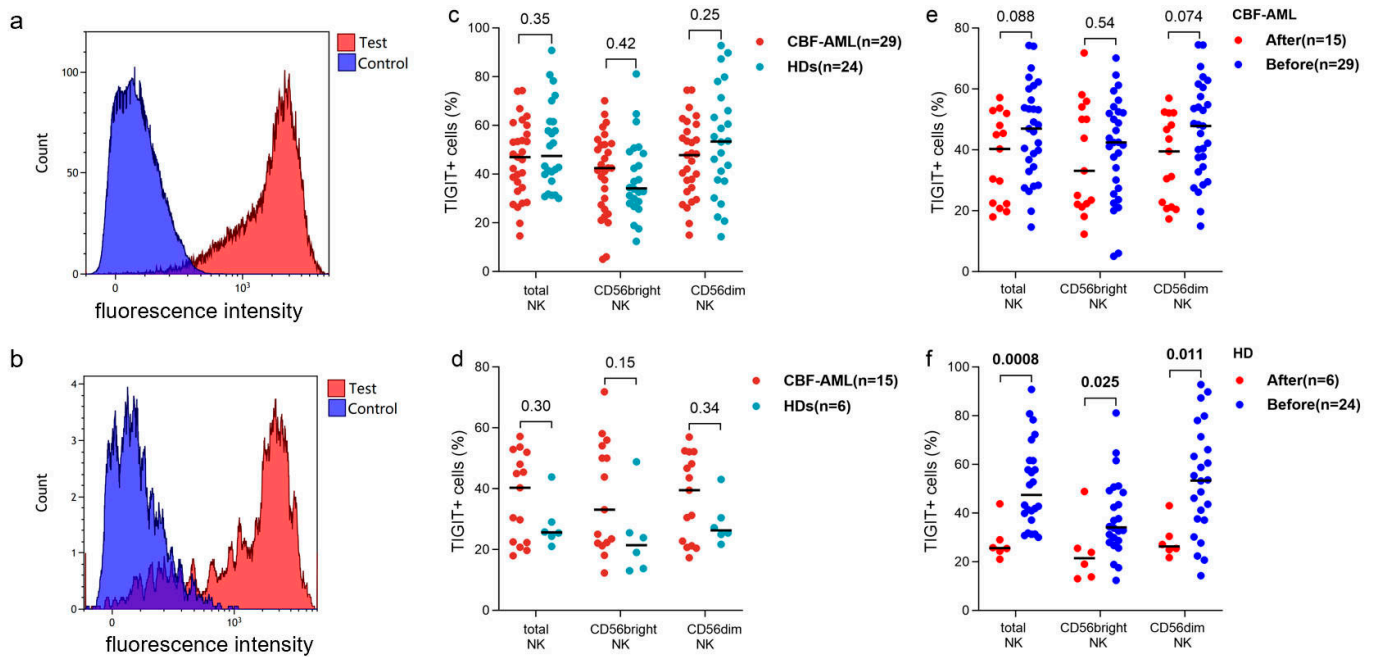 a
Test
Control
100
50
0
Count
0
10³
fluorescence intensity
b
Test
Control
4
3
2
1
0
Count
0
10³
fluorescence intensity
c
0.35
0.42
0.25
CBF-AML(n=29)
HDs(n=24)
100
80
60
40
20
0
TIGIT+ cells (%)
total
NK
CD56bright
NK
CD56dim
NK
d
0.30
0.15
0.34
CBF-AML(n=15)
HDs(n=6)
80
60
40
20
0
TIGIT+ cells (%)
total
NK
CD56bright
NK
CD56dim
NK
e
0.088
0.54
0.074
CBF-AML
After(n=15)
Before(n=29)
80
60
40
20
0
TIGIT+ cells (%)
total
NK
CD56bright
NK
CD56dim
NK
f
0.0008
0.025
0.011
HD
After(n=6)
Before(n=24)
100
80
60
40
20
0
TIGIT+ cells (%)
total
NK
CD56bright
NK
CD56dim
NK